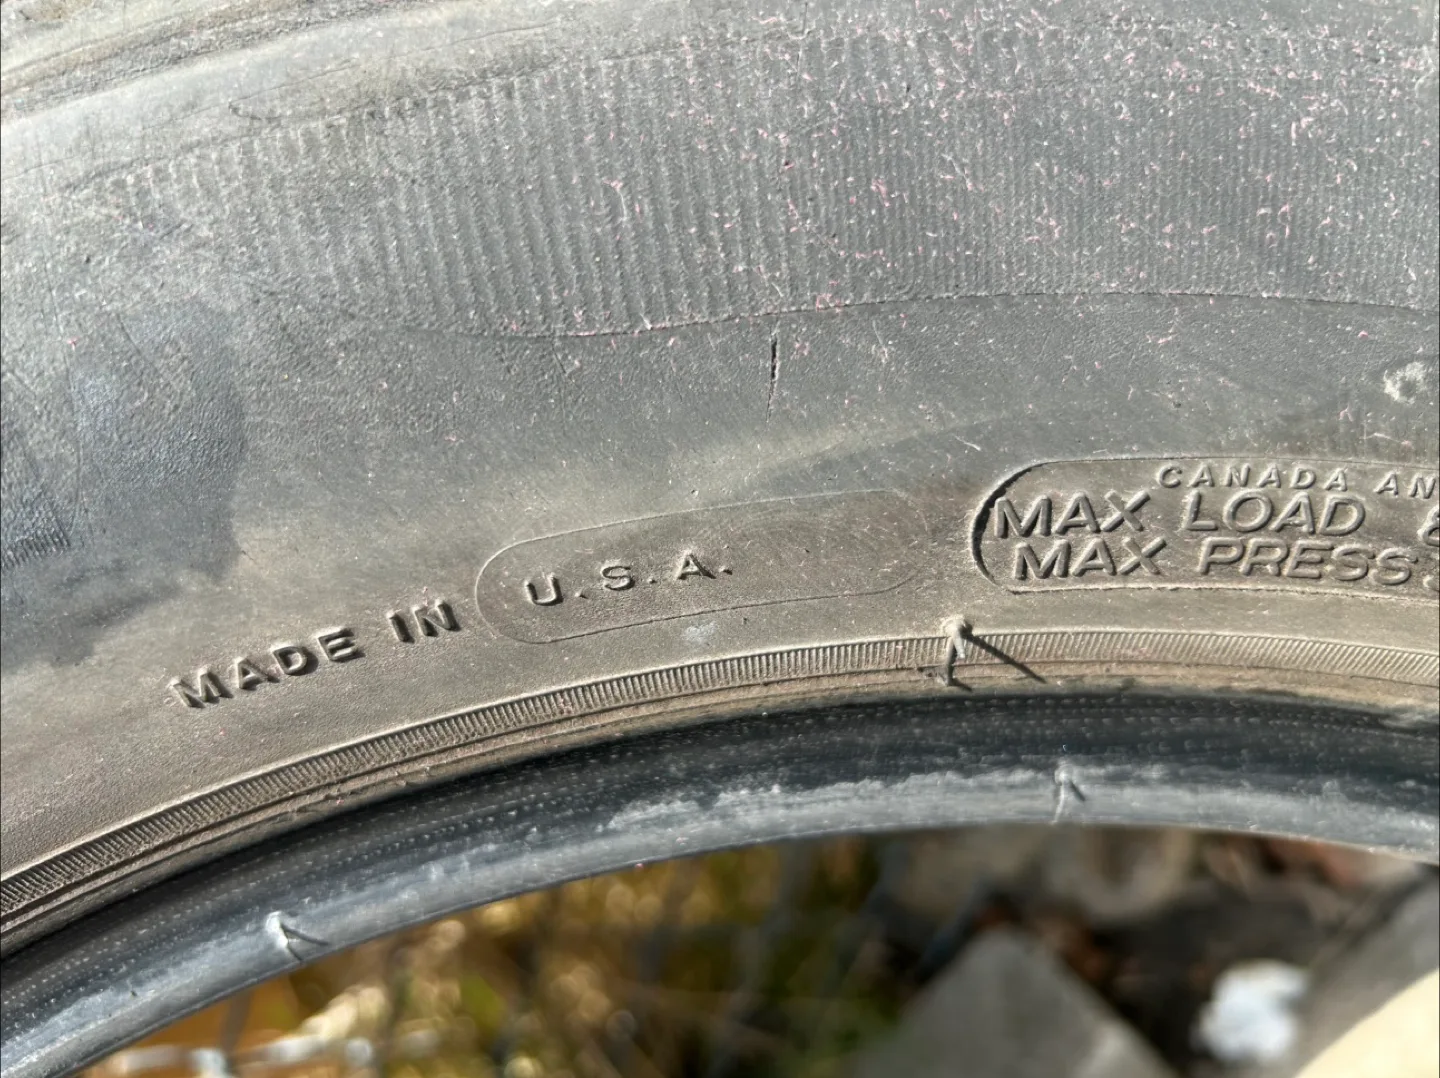 MADE IN U.S.A.
CANADA AN
MAX LOAD
MAX PRESS